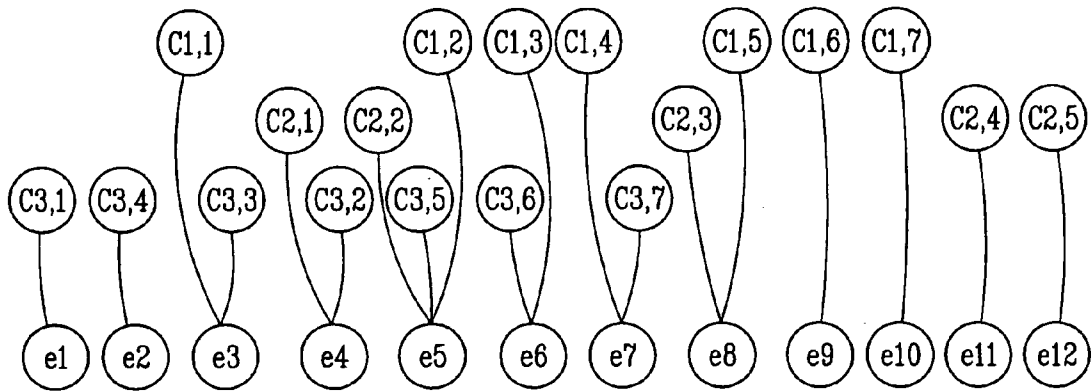 C1,1 C1,2 C1,3 C1,4 C1,5 C1,6 C1,7
C2,1 C2,2 C2,3 C2,4 C2,5
C3,1 C3,4 C3,3 C3,2 C3,5 C3,6 C3,7
e1 e2 e3 e4 e5 e6 e7 e8 e9 e10 e11 e12